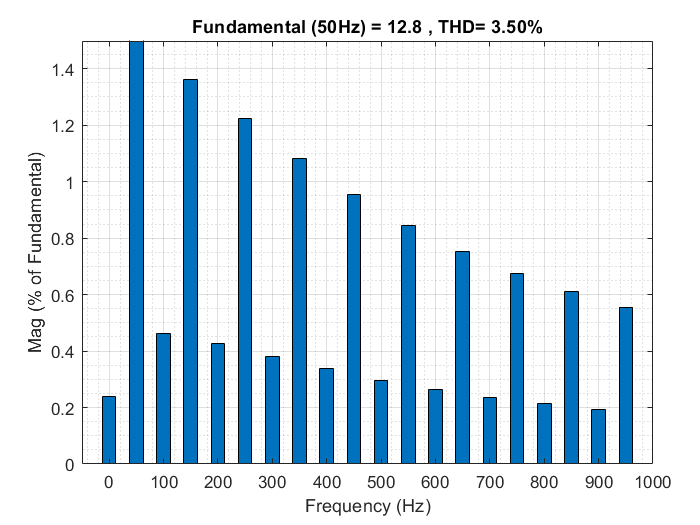 Fundamental (50Hz) = 12.8 , THD= 3.50%
1.4
1.2
1
0.8
0.6
0.4
0.2
0
Mag (% of Fundamental)
0 100 200 300 400 500 600 700 800 900 1000
Frequency (Hz)